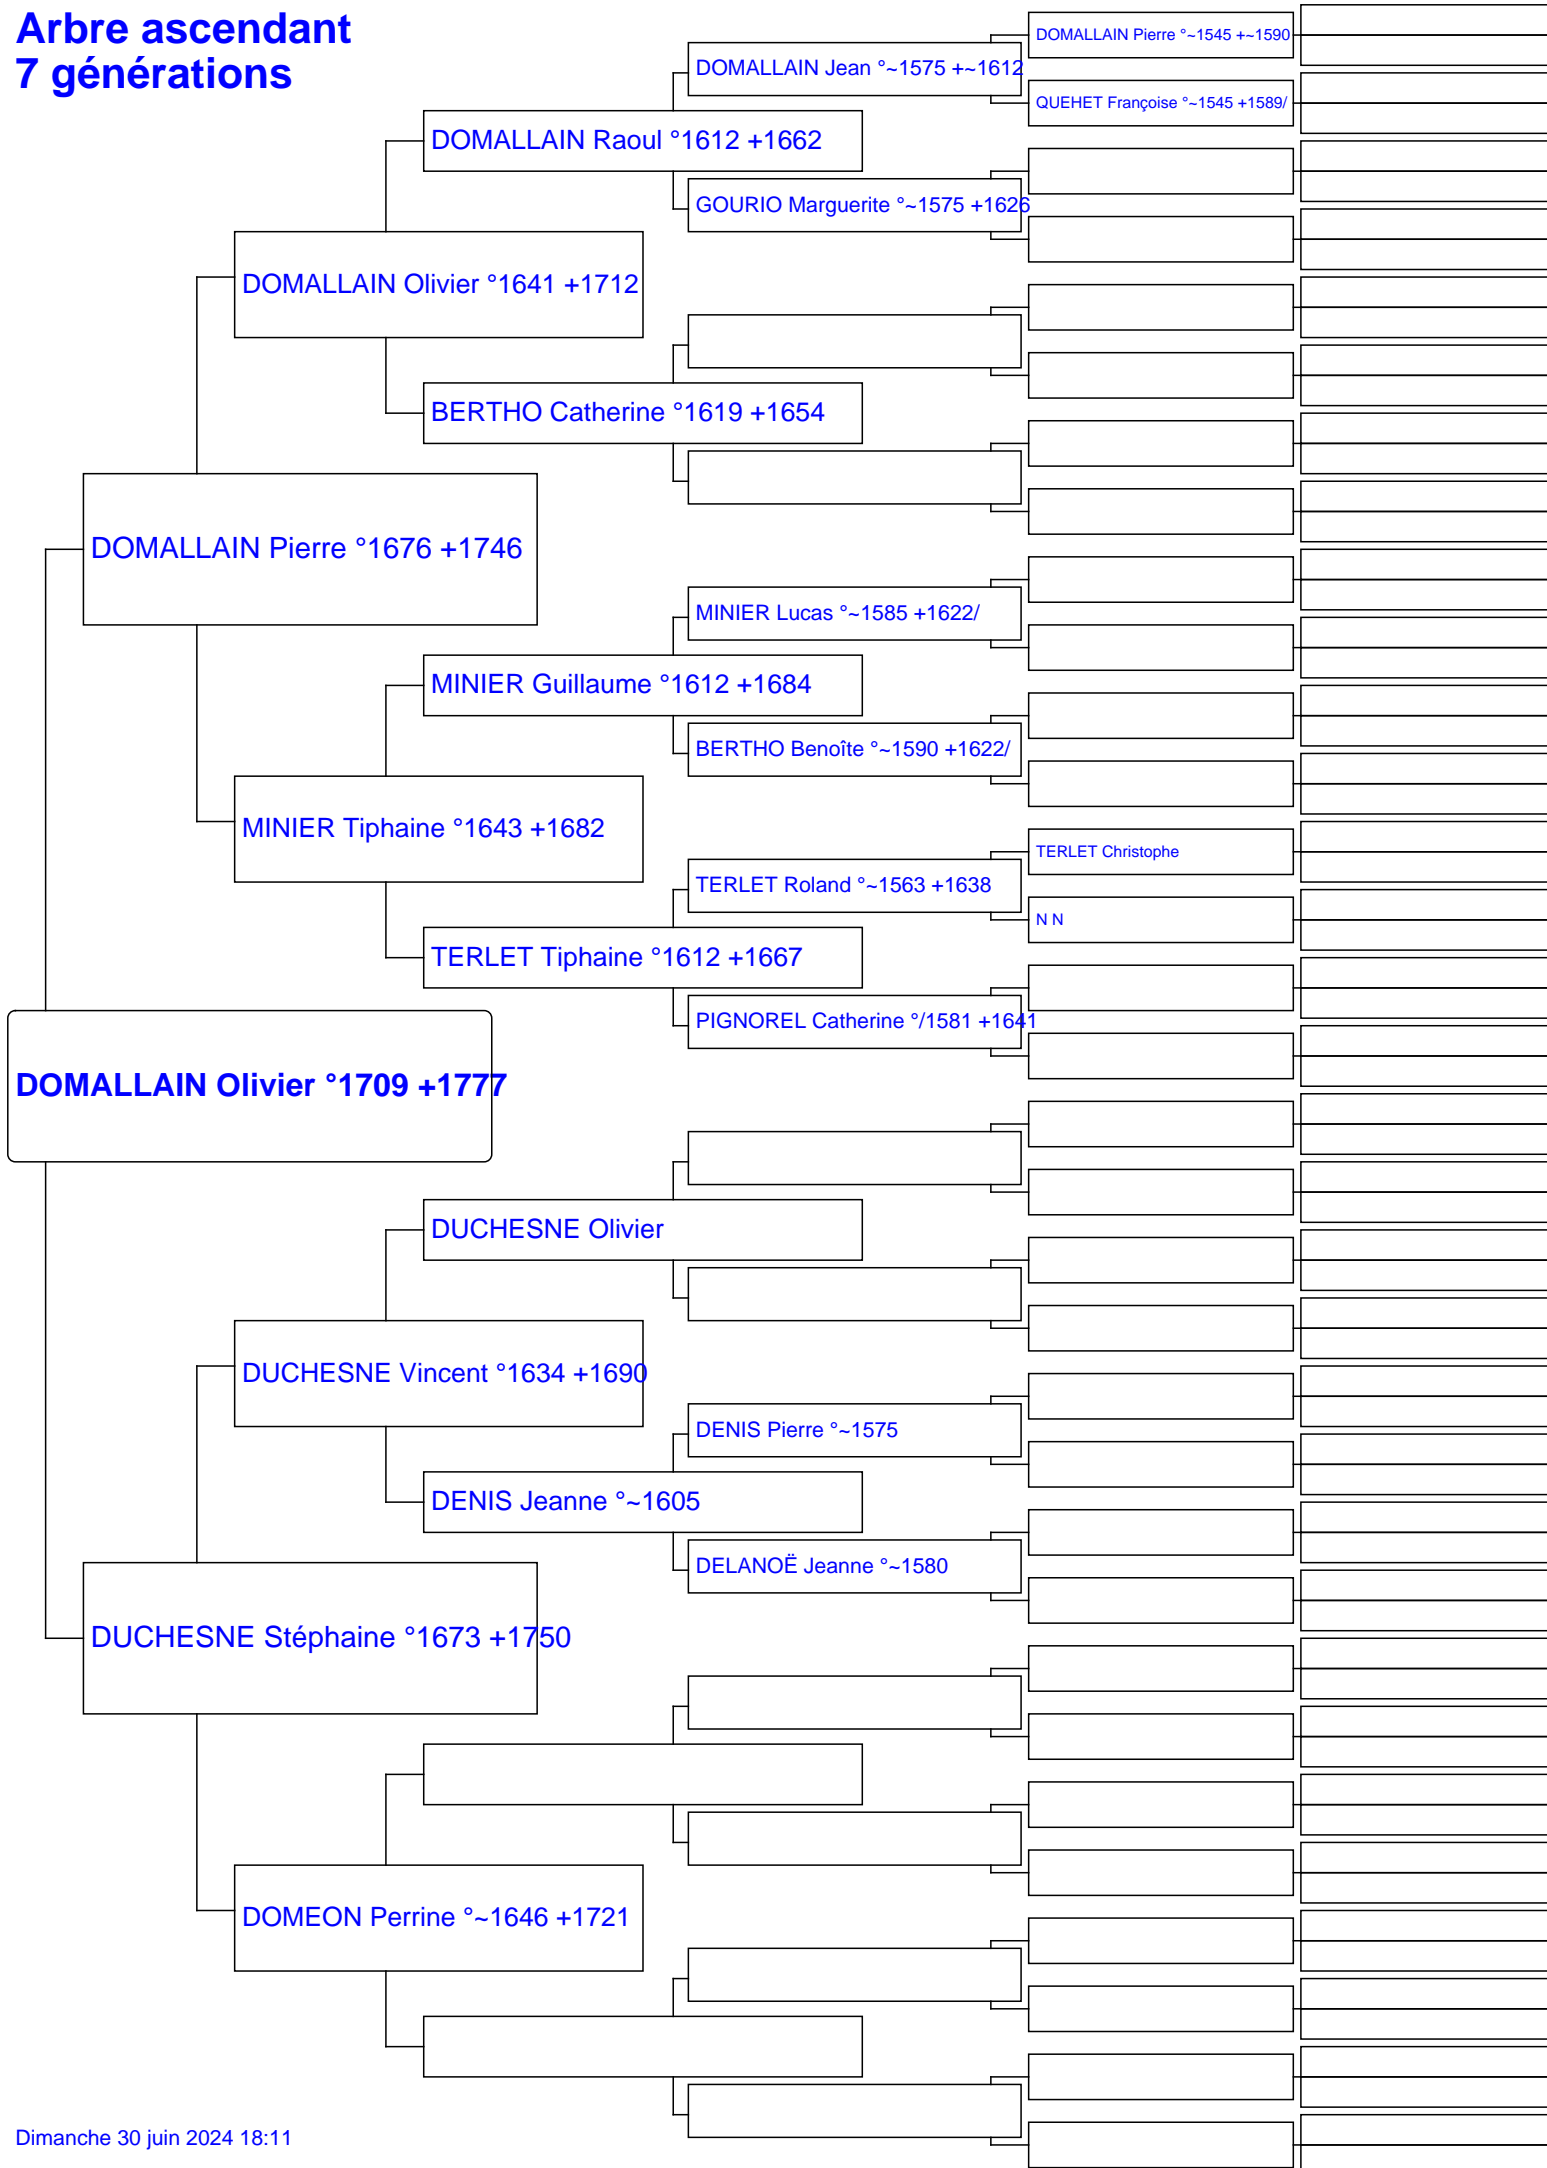 Arbre ascendant
7 générations
DOMALLAIN Pierre °~1545 +~1590
DOMALLAIN Jean °~1575 +~1612
QUEHET Françoise °~1545 +1589/
DOMALLAIN Raoul °1612 +1662
GOURIO Marguerite °~1575 +1626
DOMALLAIN Olivier °1641 +1712
BERTHO Catherine °1619 +1654
DOMALLAIN Pierre °1676 +1746
MINIER Lucas °~1585 +1622/
MINIER Guillaume °1612 +1684
BERTHO Benoîte °~1590 +1622/
MINIER Tiphaine °1643 +1682
TERLET Christophe
TERLET Roland °~1563 +1638
N N
TERLET Tiphaine °1612 +1667
PIGNOREL Catherine °/1581 +1641
DOMALLAIN Olivier °1709 +1777
DUCHESNE Olivier
DUCHESNE Vincent °1634 +1690
DENIS Pierre °~1575
DENIS Jeanne °~1605
DELANOË Jeanne °~1580
DUCHESNE Stéphaine °1673 +1750
DOMEON Perrine °~1646 +1721
Dimanche 30 juin 2024 18:11